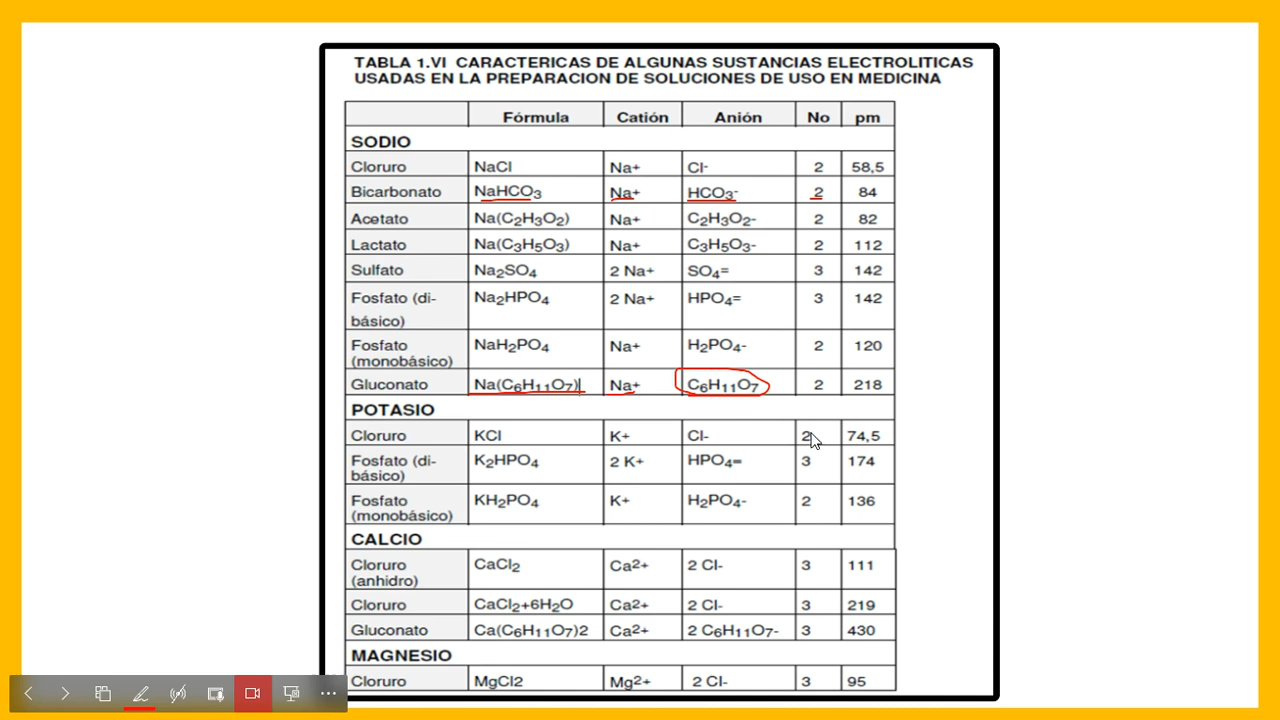 TABLA 1.VI CARACTERICAS DE ALGUNAS SUSTANCIAS ELECTROLITICAS
USADAS EN LA PREPARACION DE SOLUCIONES DE USO EN MEDICINA
Fórmula Catión Anión No pm
SODIO
Cloruro NaCl Na+ Cl- 2 58,5
Bicarbonato NaHCO3 Na+ HCO3- 2 84
Acetato Na(C2H3O2) Na+ C2H3O2- 2 82
Lactato Na(C3H5O3) Na+ C3H5O3- 2 112
Sulfato Na2SO4 2 Na+ SO4= 3 142
Fosfato (di- Na2HPO4 2 Na+ HPO4= 3 142
básico)
Fosfato NaH2PO4 Na+ H2PO4- 2 120
(monobásico)
Gluconato Na(C6H11O7) Na+ C6H11O7 2 218
POTASIO
Cloruro KCl K+ Cl- 2 74,5
Fosfato (di- K2HPO4 2 K+ HPO4= 3 174
básico)
Fosfato KH2PO4 K+ H2PO4- 2 136
(monobásico)
CALCIO
Cloruro CaCl2 Ca2+ 2 Cl- 3 111
(anhidro)
Cloruro CaCl2+6H2O Ca2+ 2 Cl- 3 219
Gluconato Ca(C6H11O7)2 Ca2+ 2 C6H11O7- 3 430
MAGNESIO
Cloruro MgCl2 Mg2+ 2 Cl- 3 95